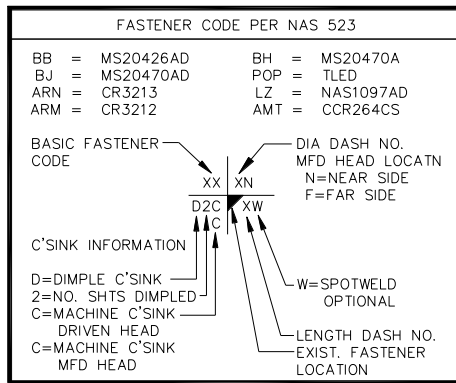 FASTENER CODE PER NAS 523
BB = MS20426AD
BJ = MS20470AD
ARN = CR3213
ARM = CR3212
BH = MS20470A
POP = TLED
LZ = NAS1097AD
AMT = CCR264CS
BASIC FASTENER
CODE
DIA DASH NO.
MFD HEAD LOCATN
N=NEAR SIDE
F=FAR SIDE
XX XN
D2C XW
C
C'SINK INFORMATION
D=DIMPLE C'SINK
2=NO. SHTS DIMPLED
C=MACHINE C'SINK
DRIVEN HEAD
C=MACHINE C'SINK
MFD HEAD
W=SPOTWELD
OPTIONAL
LENGTH DASH NO.
EXIST. FASTENER
LOCATION